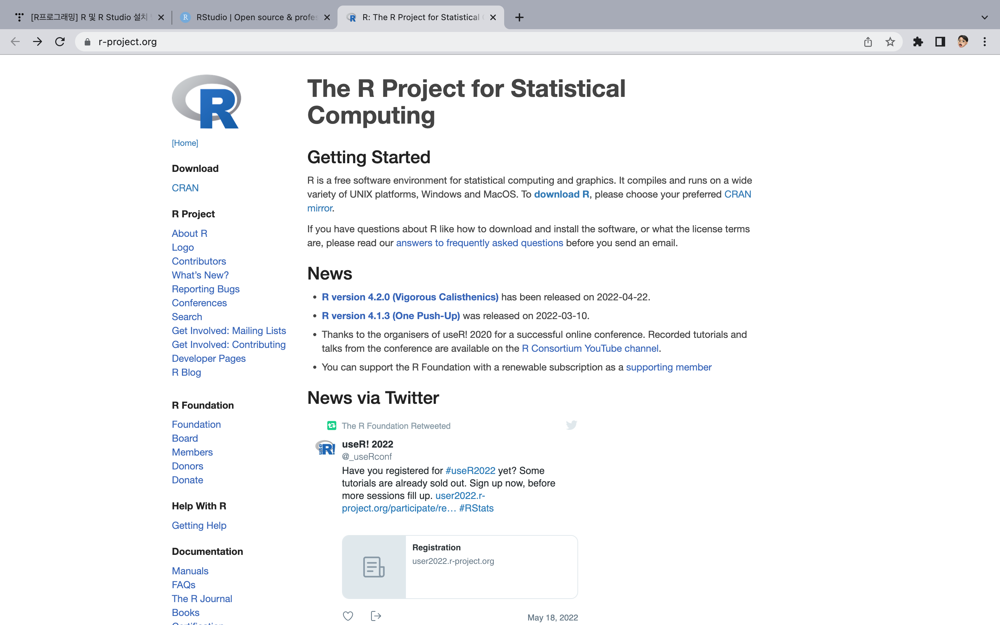 [R프로그래밍] R 및 R Studio 설치
RStudio | Open source & profes
R: The R Project for Statistical
r-project.org
R
[Home]
Download
CRAN
R Project
About R
Logo
Contributors
What’s New?
Reporting Bugs
Conferences
Search
Get Involved: Mailing Lists
Get Involved: Contributing
Developer Pages
R Blog
R Foundation
Foundation
Board
Members
Donors
Donate
Help With R
Getting Help
Documentation
Manuals
FAQs
The R Journal
Books
The R Project for Statistical
Computing
Getting Started
R is a free software environment for statistical computing and graphics. It compiles and runs on a wide
variety of UNIX platforms, Windows and MacOS. To download R, please choose your preferred CRAN
mirror.
If you have questions about R like how to download and install the software, or what the license terms
are, please read our answers to frequently asked questions before you send an email.
News
• R version 4.2.0 (Vigorous Calisthenics) has been released on 2022-04-22.
• R version 4.1.3 (One Push-Up) was released on 2022-03-10.
• Thanks to the organisers of useR! 2020 for a successful online conference. Recorded tutorials and
talks from the conference are available on the R Consortium YouTube channel.
• You can support the R Foundation with a renewable subscription as a supporting member
News via Twitter
The R Foundation Retweeted
useR!
useR! 2022
@_useRconf
Have you registered for #useR2022 yet? Some
tutorials are already sold out. Sign up now, before
more sessions fill up. user2022.r-
project.org/participate/re… #RStats
Registration
user2022.r-project.org
May 18, 2022